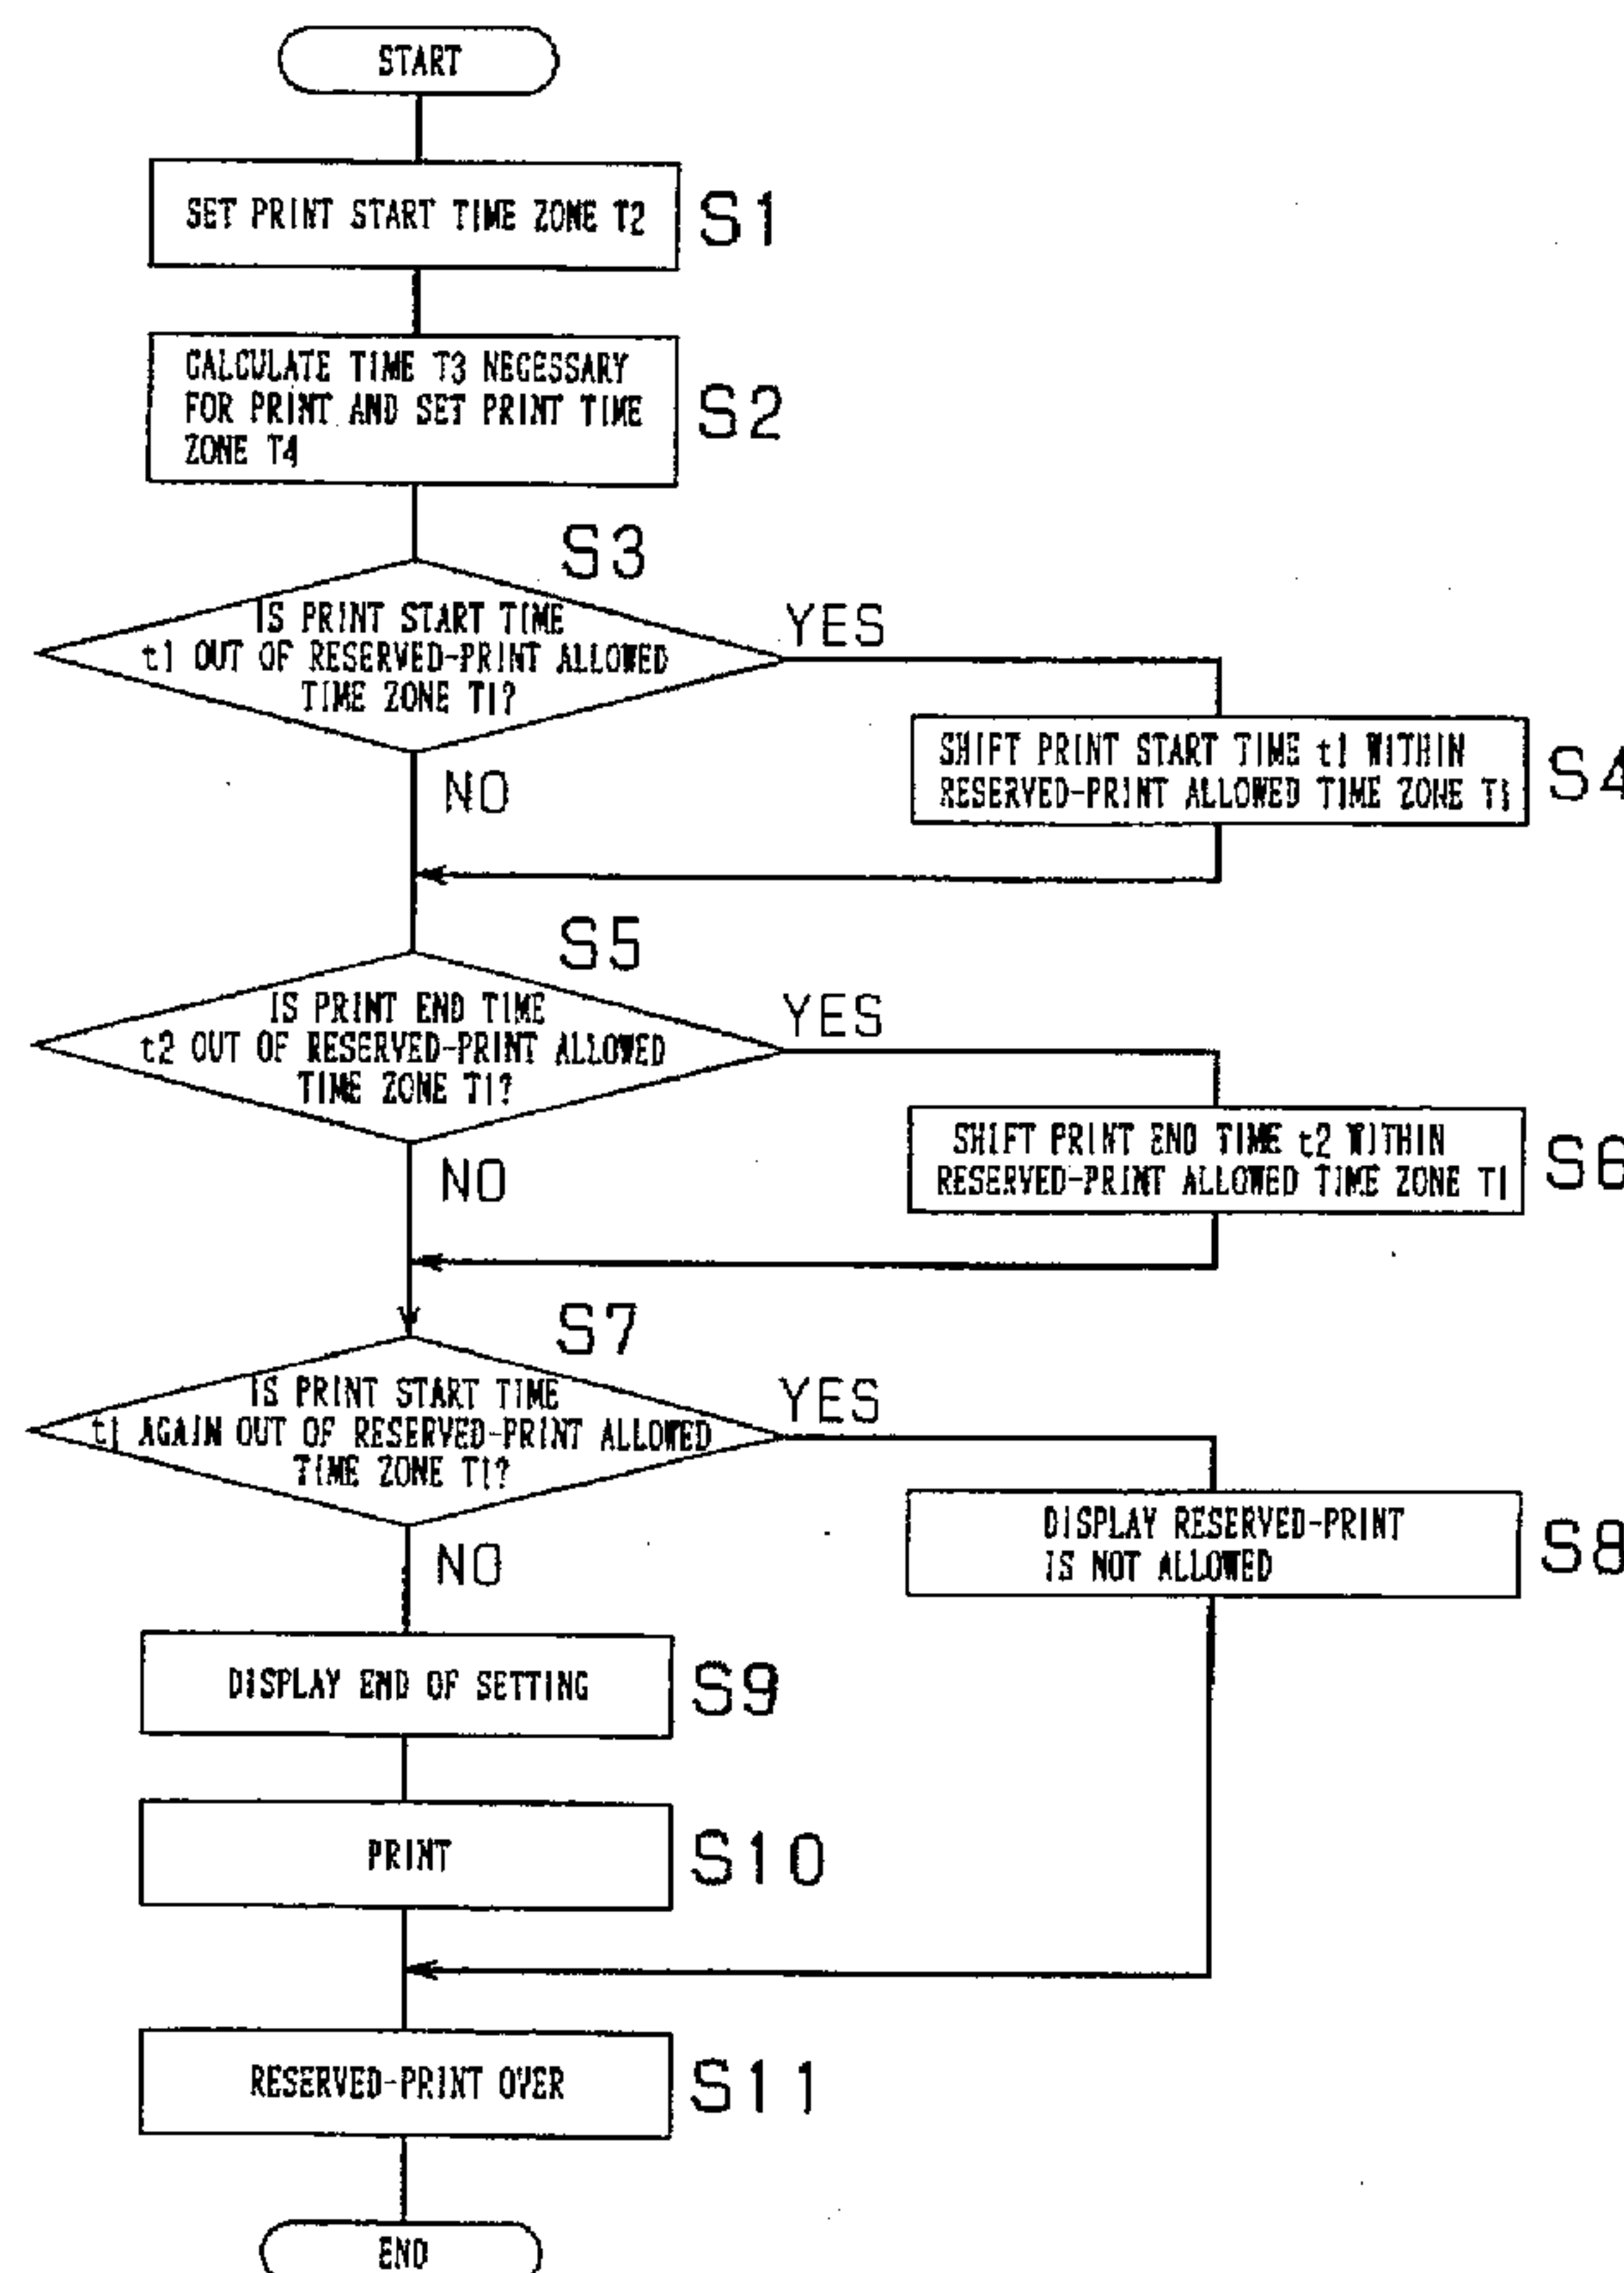 START
SET PRINT START TIME ZONE T2
S1
CALCULATE TIME T3 NECESSARY
FOR PRINT AND SET PRINT TIME
ZONE T4
S2
S3
IS PRINT START TIME
t1 OUT OF RESERVED-PRINT ALLOWED
TIME ZONE T1?
YES
NO
SHIFT PRINT START TIME t1 WITHIN
RESERVED-PRINT ALLOWED TIME ZONE T1
S4
S5
IS PRINT END TIME
t2 OUT OF RESERVED-PRINT ALLOWED
TIME ZONE T1?
YES
NO
SHIFT PRINT END TIME t2 WITHIN
RESERVED-PRINT ALLOWED TIME ZONE T1
S6
S7
IS PRINT START TIME
t1 AGAIN OUT OF RESERVED-PRINT ALLOWED
TIME ZONE T1?
YES
NO
DISPLAY RESERVED-PRINT
IS NOT ALLOWED
S8
DISPLAY END OF SETTING
S9
PRINT
S10
RESERVED-PRINT OVER
S11
END